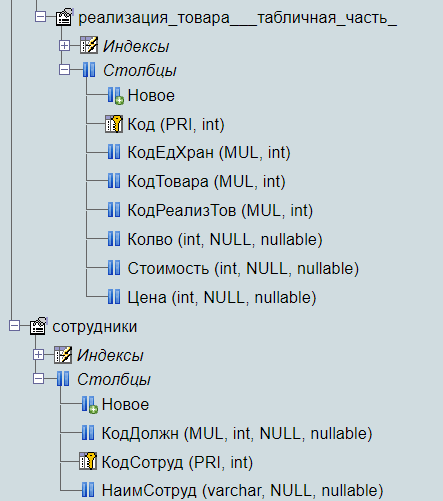 реализация_товара___табличная_часть_
Индексы
Столбцы
Новое
Код (PRI, int)
КодЕдХран (MUL, int)
КодТовара (MUL, int)
КодРеализТов (MUL, int)
Колво (int, NULL, nullable)
Стоимость (int, NULL, nullable)
Цена (int, NULL, nullable)
сотрудники
Индексы
Столбцы
Новое
КодДолжн (MUL, int, NULL, nullable)
КодСотруд (PRI, int)
НаимСотруд (varchar, NULL, nullable)